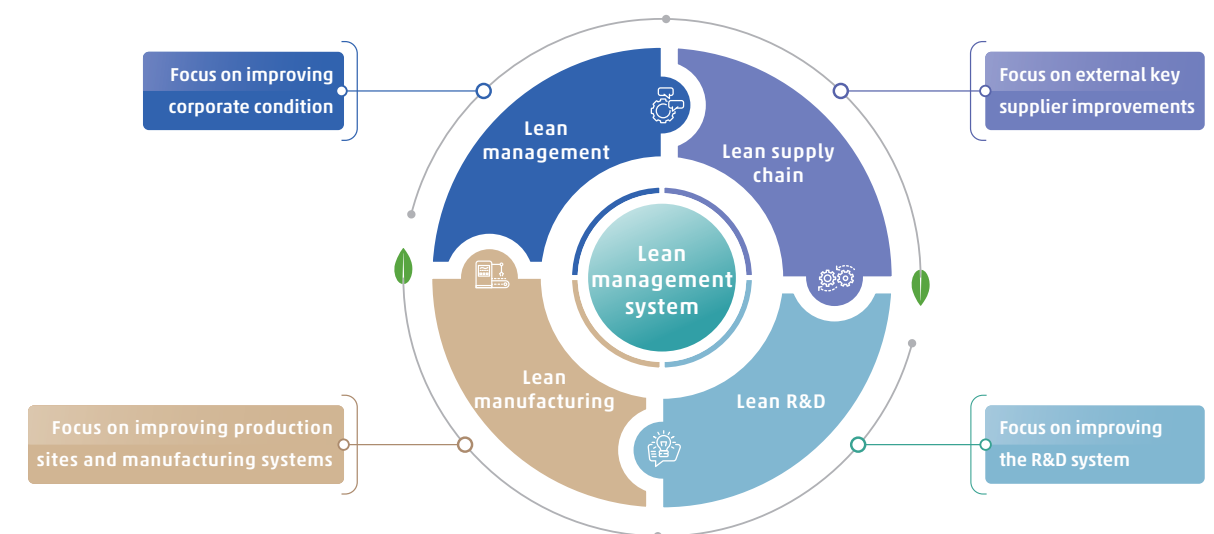 Focus on improving
corporate condition
Focus on external key
supplier improvements
Lean
management
Lean supply
chain
Lean
management
system
Lean
manufacturing
Lean R&D
Focus on improving production
sites and manufacturing systems
Focus on improving
the R&D system